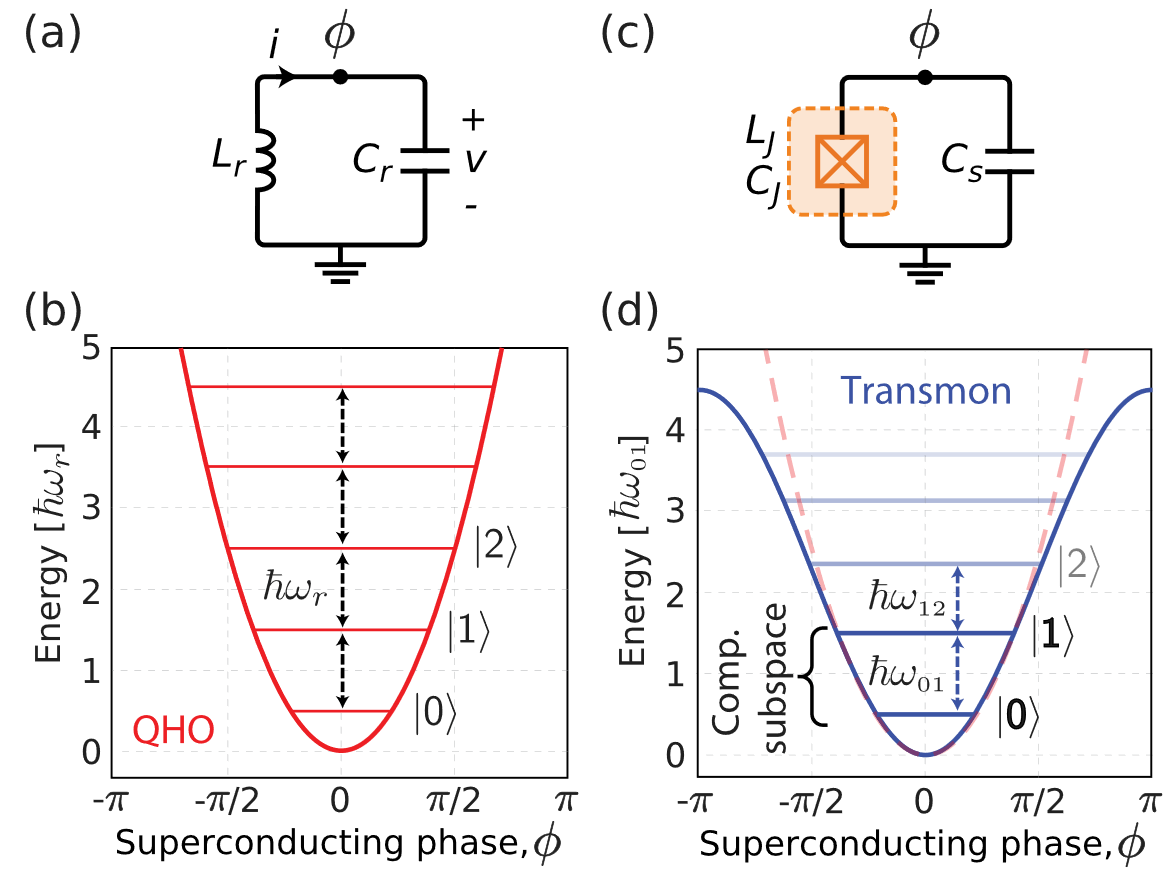 (a)
i
ϕ
L_r
C_r
+
v
-
(c)
ϕ
L_J
C_J
C_s
(b)
Energy [ħω_r]
5
4
3
2
1
0
|2⟩
ħω_r
|1⟩
|0⟩
QHO
-π
-π/2
0
π/2
π
Superconducting phase, ϕ
(d)
Energy [ħω_01]
5
4
3
2
1
0
Transmon
|2⟩
ħω_12
|1⟩
ħω_01
|0⟩
Comp.
subspace
-π
-π/2
0
π/2
π
Superconducting phase, ϕ